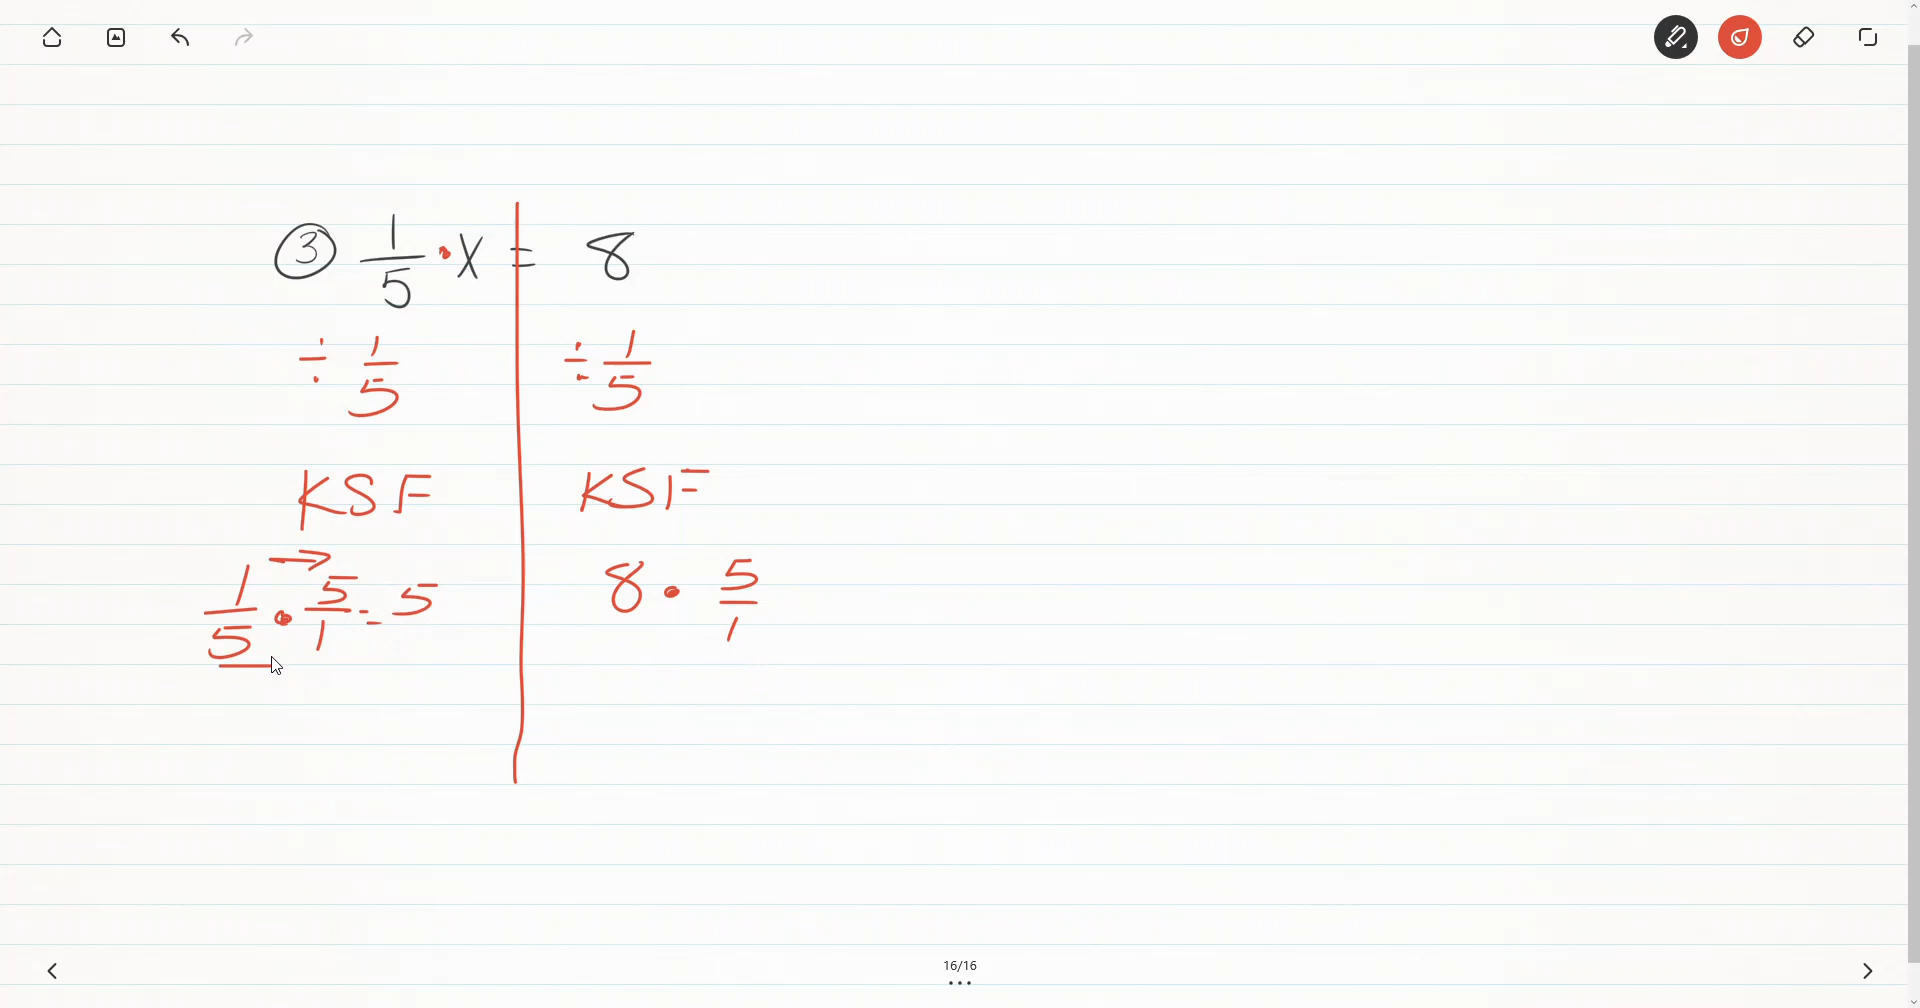 ③ 1/5 · x = 8
÷ 1/5 ÷ 1/5
KSF KSF
1/5 · 5/1 = 5 8 · 5/1
16/16